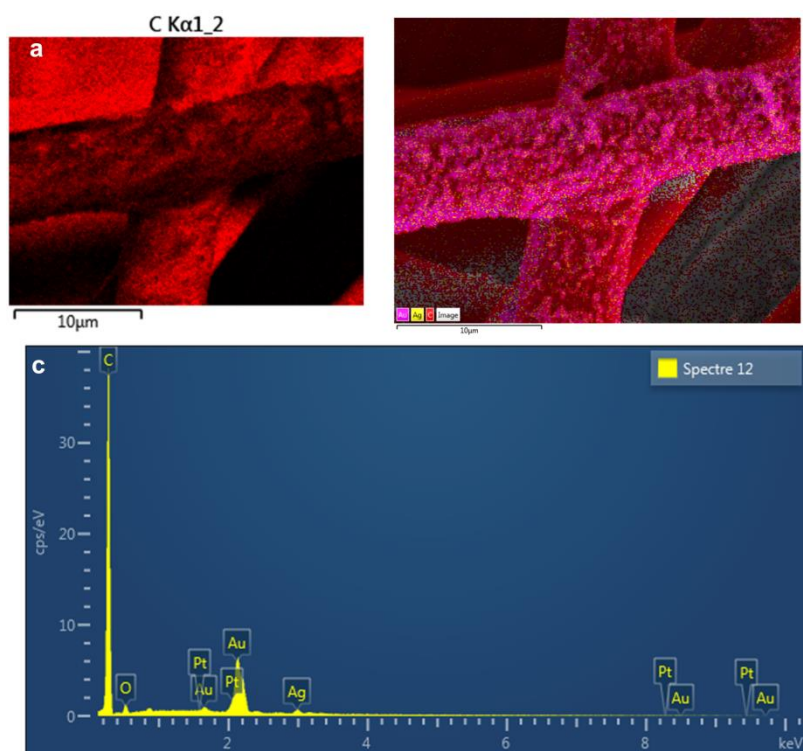 C Kα1_2
a
10μm
Au Ag C Image
10μm
c
Spectre 12
cps/eV
30
20
10
0
C
O
Pt
Au
Au
Pt
Ag
Pt
Au
Pt
Au
2
4
6
8
keV